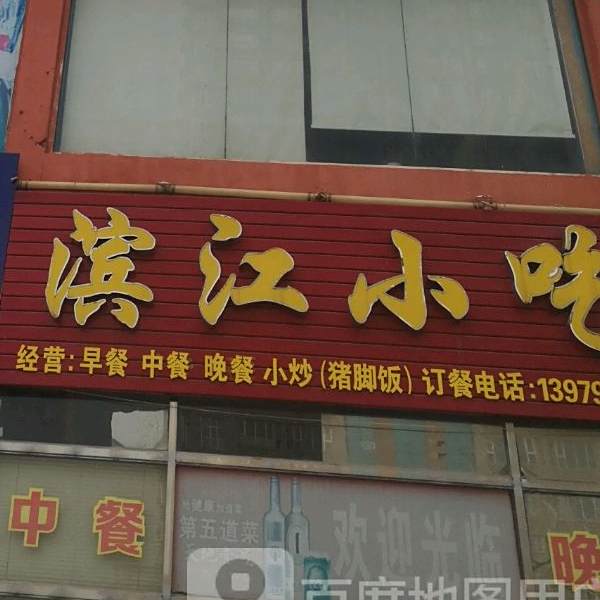 滨江小吃
经营:早餐 中餐 晚餐 小炒(猪脚饭) 订餐电话:13979
中餐
第五道菜
欢迎光临
晚
百度地图用